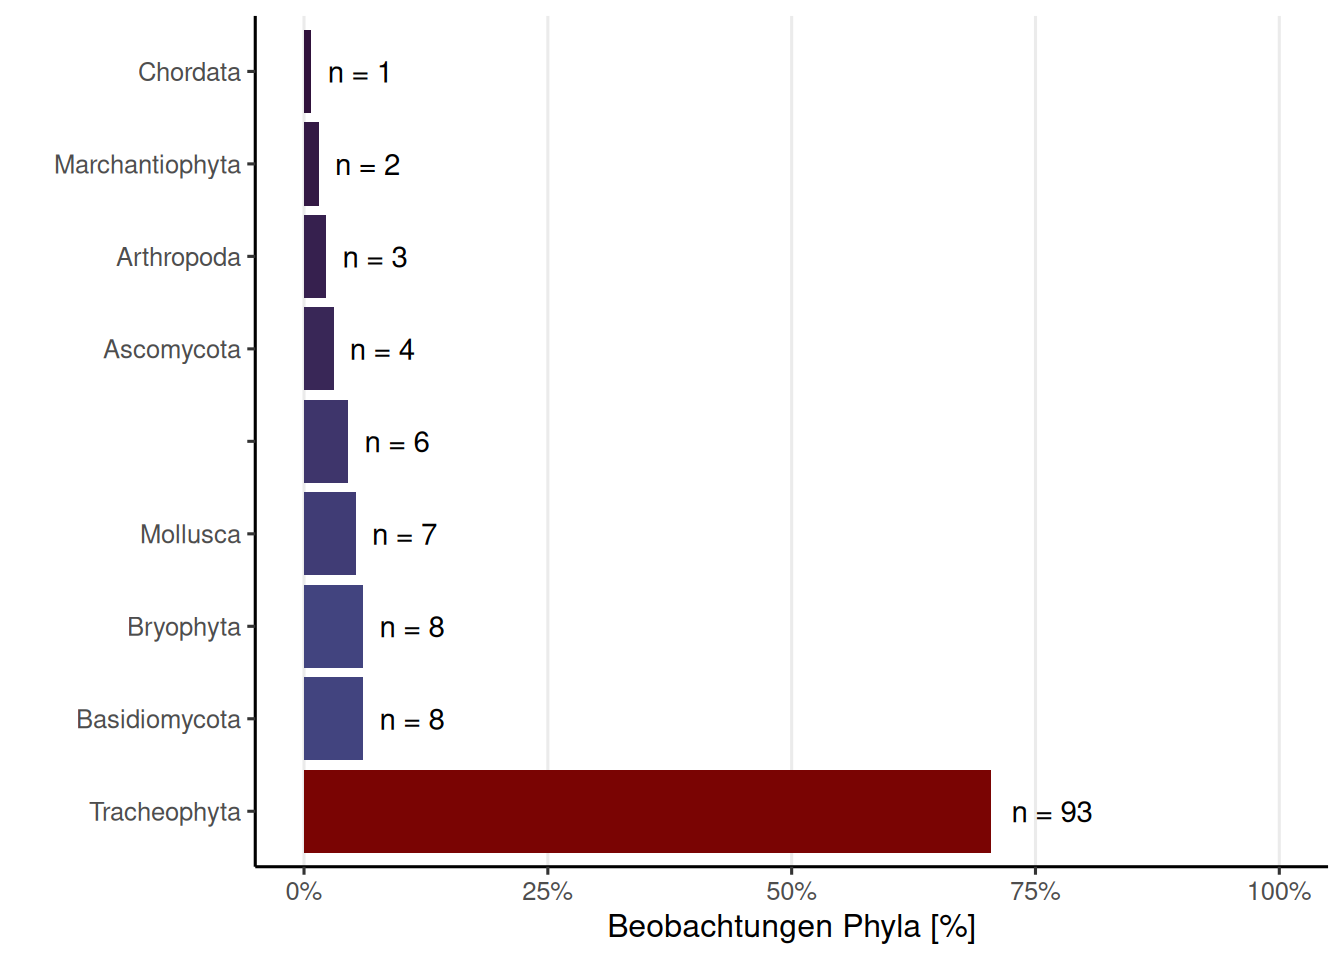 Chordata n = 1
Marchantiophyta n = 2
Arthropoda n = 3
Ascomycota n = 4
n = 6
Mollusca n = 7
Bryophyta n = 8
Basidiomycota n = 8
Tracheophyta n = 93
0% 25% 50% 75% 100%
Beobachtungen Phyla [%]